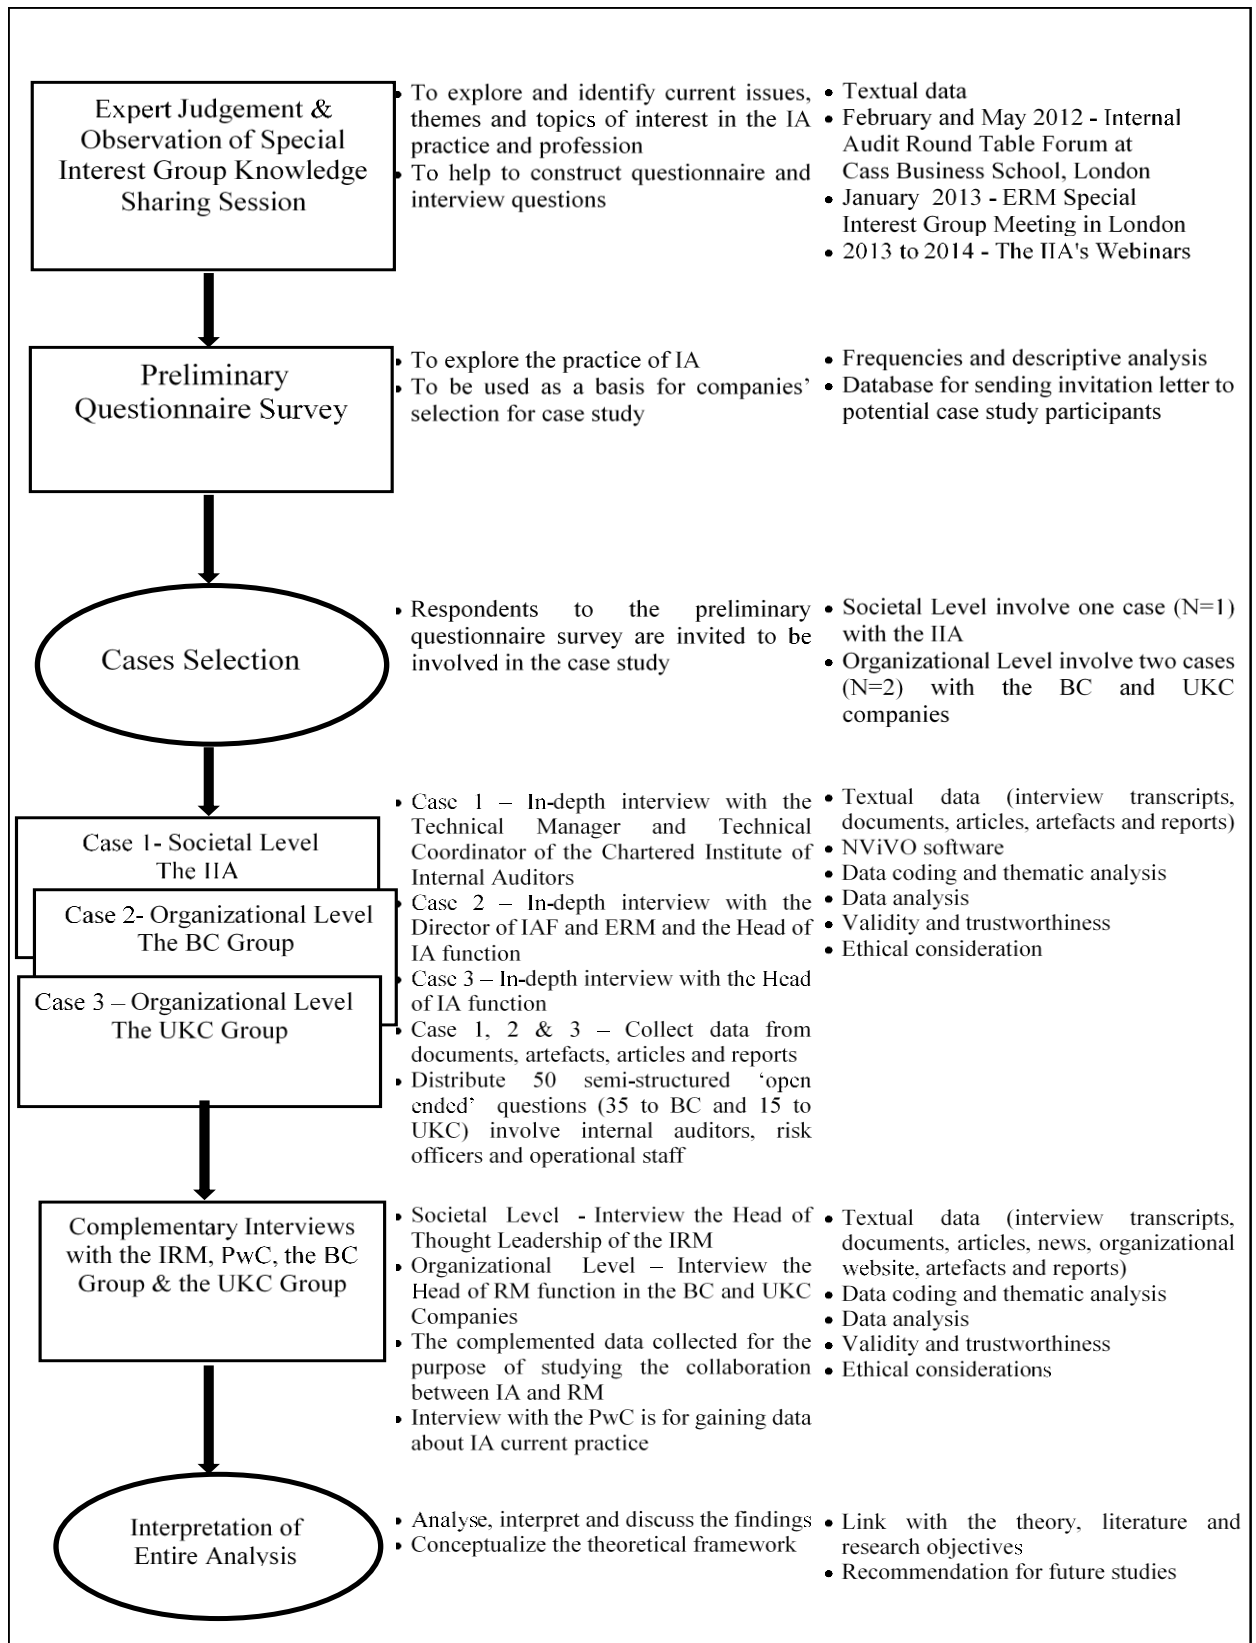 Expert Judgement &
Observation of Special
Interest Group Knowledge
Sharing Session
• To explore and identify current issues,
themes and topics of interest in the IA
practice and profession
• To help to construct questionnaire and
interview questions
• Textual data
• February and May 2012 - Internal
Audit Round Table Forum at
Cass Business School, London
• January 2013 - ERM Special
Interest Group Meeting in London
• 2013 to 2014 - The IIA's Webinars
Preliminary
Questionnaire Survey
• To explore the practice of IA
• To be used as a basis for companies’
selection for case study
• Frequencies and descriptive analysis
• Database for sending invitation letter to
potential case study participants
Cases Selection
• Respondents to the preliminary
questionnaire survey are invited to be
involved in the case study
• Societal Level involve one case (N=1)
with the IIA
• Organizational Level involve two cases
(N=2) with the BC and UKC
companies
Case 1- Societal Level
The IIA
Case 2- Organizational Level
The BC Group
Case 3 – Organizational Level
The UKC Group
• Case 1 – In-depth interview with the
Technical Manager and Technical
Coordinator of the Chartered Institute of
Internal Auditors
• Case 2 – In-depth interview with the
Director of IAF and ERM and the Head of
IA function
• Case 3 – In-depth interview with the Head
of IA function
• Case 1, 2 & 3 – Collect data from
documents, artefacts, articles and reports
• Distribute 50 semi-structured ‘open
ended’ questions (35 to BC and 15 to
UKC) involve internal auditors, risk
officers and operational staff
• Textual data (interview transcripts,
documents, articles, artefacts and reports)
• NViVO software
• Data coding and thematic analysis
• Data analysis
• Validity and trustworthiness
• Ethical consideration
Complementary Interviews
with the IRM, PwC, the BC
Group & the UKC Group
• Societal Level - Interview the Head of
Thought Leadership of the IRM
• Organizational Level – Interview the
Head of RM function in the BC and UKC
Companies
• The complemented data collected for the
purpose of studying the collaboration
between IA and RM
• Interview with the PwC is for gaining data
about IA current practice
• Textual data (interview transcripts,
documents, articles, news, organizational
website, artefacts and reports)
• Data coding and thematic analysis
• Data analysis
• Validity and trustworthiness
• Ethical considerations
Interpretation of
Entire Analysis
• Analyse, interpret and discuss the findings
• Conceptualize the theoretical framework
• Link with the theory, literature and
research objectives
• Recommendation for future studies